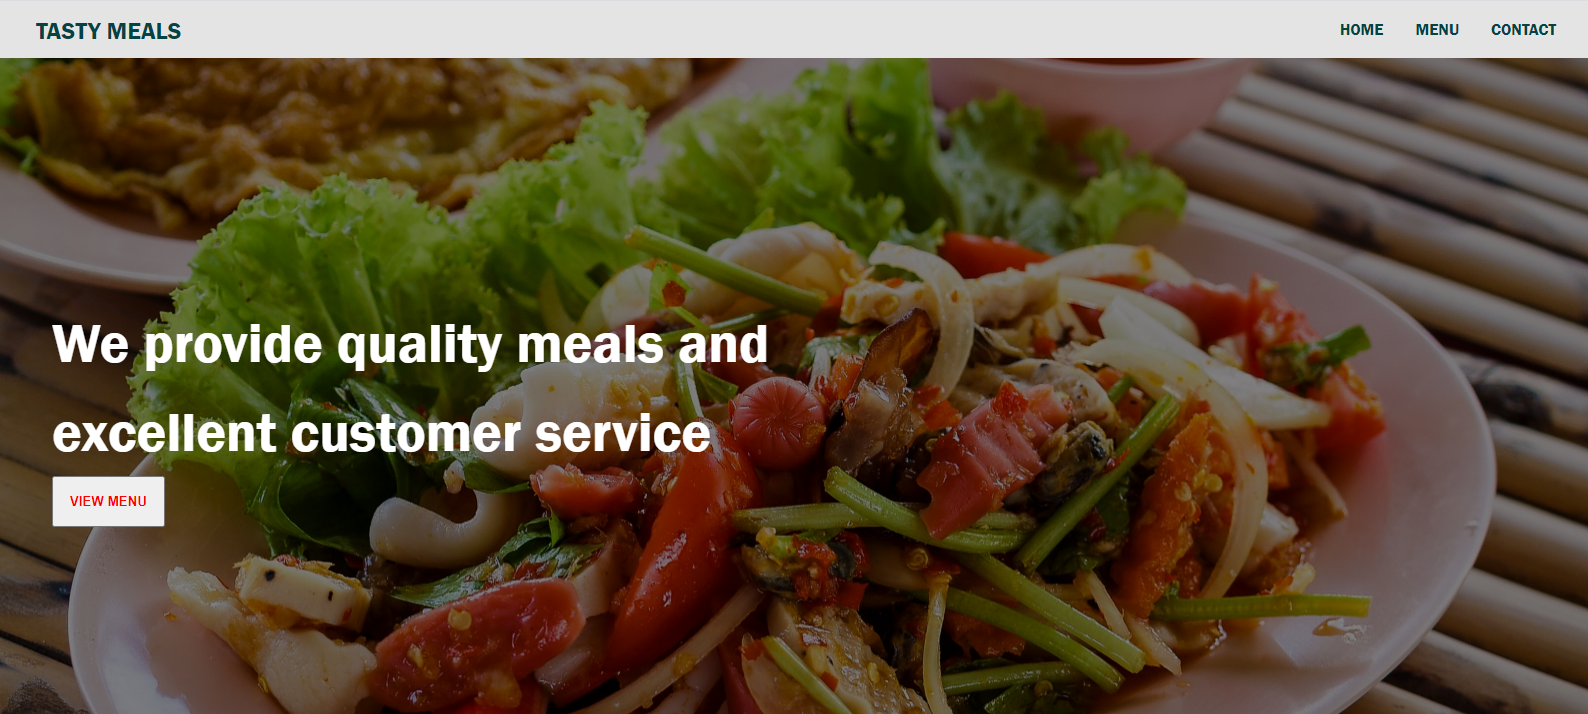 TASTY MEALS
HOME MENU CONTACT
We provide quality meals and
excellent customer service
VIEW MENU